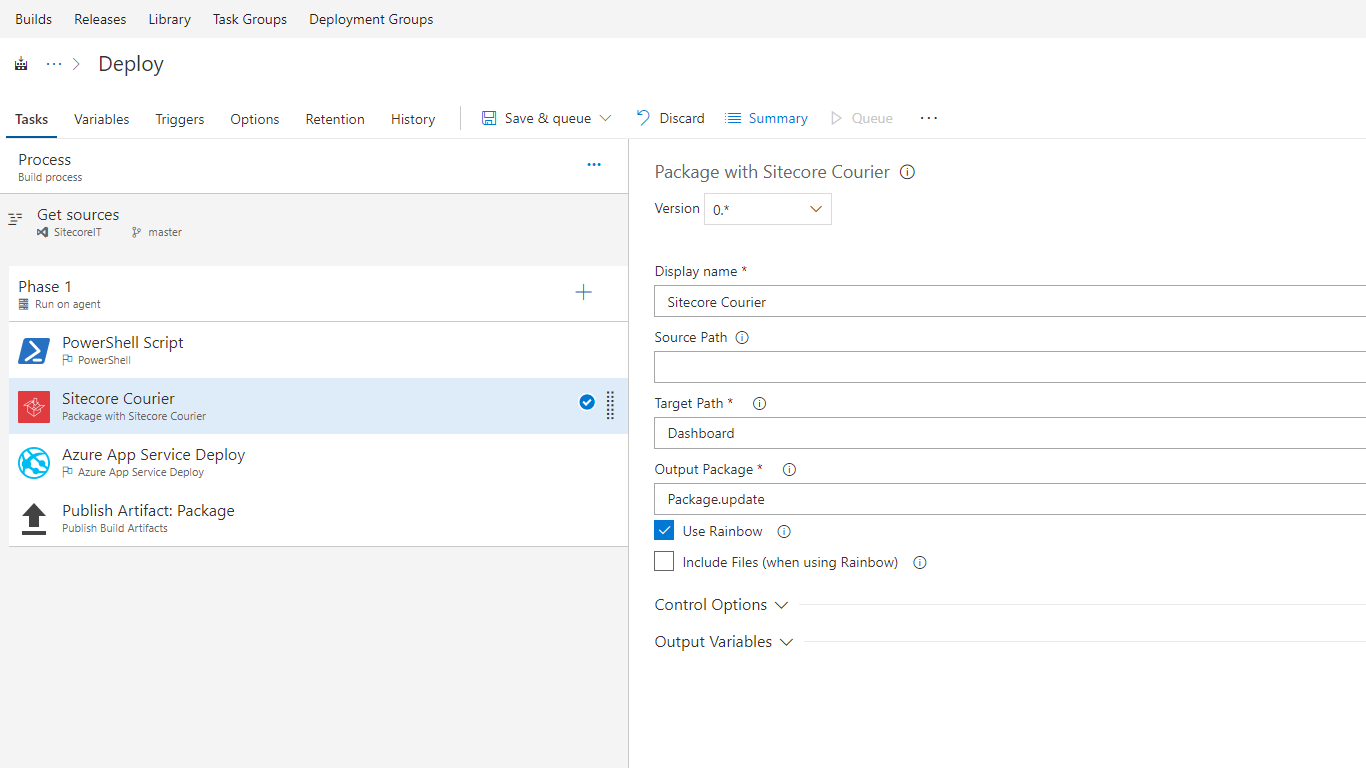 Builds Releases Library Task Groups Deployment Groups
... > Deploy
Tasks Variables Triggers Options Retention History Save & queue Discard Summary Queue ...
Process ...
Build process
Get sources
SitecoreIT master
Phase 1
Run on agent
PowerShell Script
PowerShell
Sitecore Courier
Package with Sitecore Courier
Azure App Service Deploy
Azure App Service Deploy
Publish Artifact: Package
Publish Build Artifacts
Package with Sitecore Courier
Version 0.*
Display name *
Sitecore Courier
Source Path
Target Path *
Dashboard
Output Package *
Package.update
Use Rainbow
Include Files (when using Rainbow)
Control Options
Output Variables